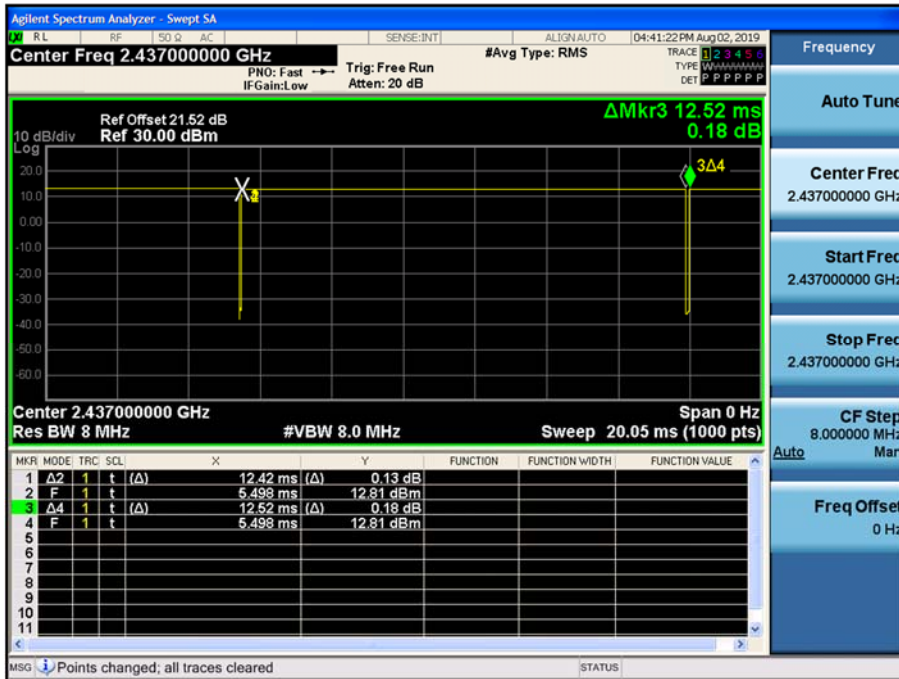 Agilent Spectrum Analyzer - Swept SA
LXI RL RF 50 Ω AC SENSE:INT ALIGN AUTO 04:41:22 PM Aug 02, 2019
Center Freq 2.437000000 GHz
#Avg Type: RMS
TRACE 1 2 3 4 5 6
PNO: Fast
Trig: Free Run
TYPE W
IFGain:Low
Atten: 20 dB
DET P P P P P P
ΔMkr3 12.52 ms
0.18 dB
Ref Offset 21.52 dB
10 dB/div Ref 30.00 dBm
Log
20.0
10.0
0.00
-10.0
-20.0
-30.0
-40.0
-50.0
-60.0
X
3Δ4
Center 2.437000000 GHz Span 0 Hz
Res BW 8 MHz #VBW 8.0 MHz Sweep 20.05 ms (1000 pts)
MKR MODE TRC SCL X Y FUNCTION FUNCTION WIDTH FUNCTION VALUE
1 Δ2 1 t (Δ) 12.42 ms (Δ) 0.13 dB
2 F 1 t 5.498 ms 12.81 dBm
3 Δ4 1 t (Δ) 12.52 ms (Δ) 0.18 dB
4 F 1 t 5.498 ms 12.81 dBm
5
6
7
8
9
10
11
MSG Points changed; all traces cleared STATUS
Frequency
Auto Tune
Center Freq
2.437000000 GHz
Start Freq
2.437000000 GHz
Stop Freq
2.437000000 GHz
CF Step
8.000000 MHz
Auto Man
Freq Offset
0 Hz